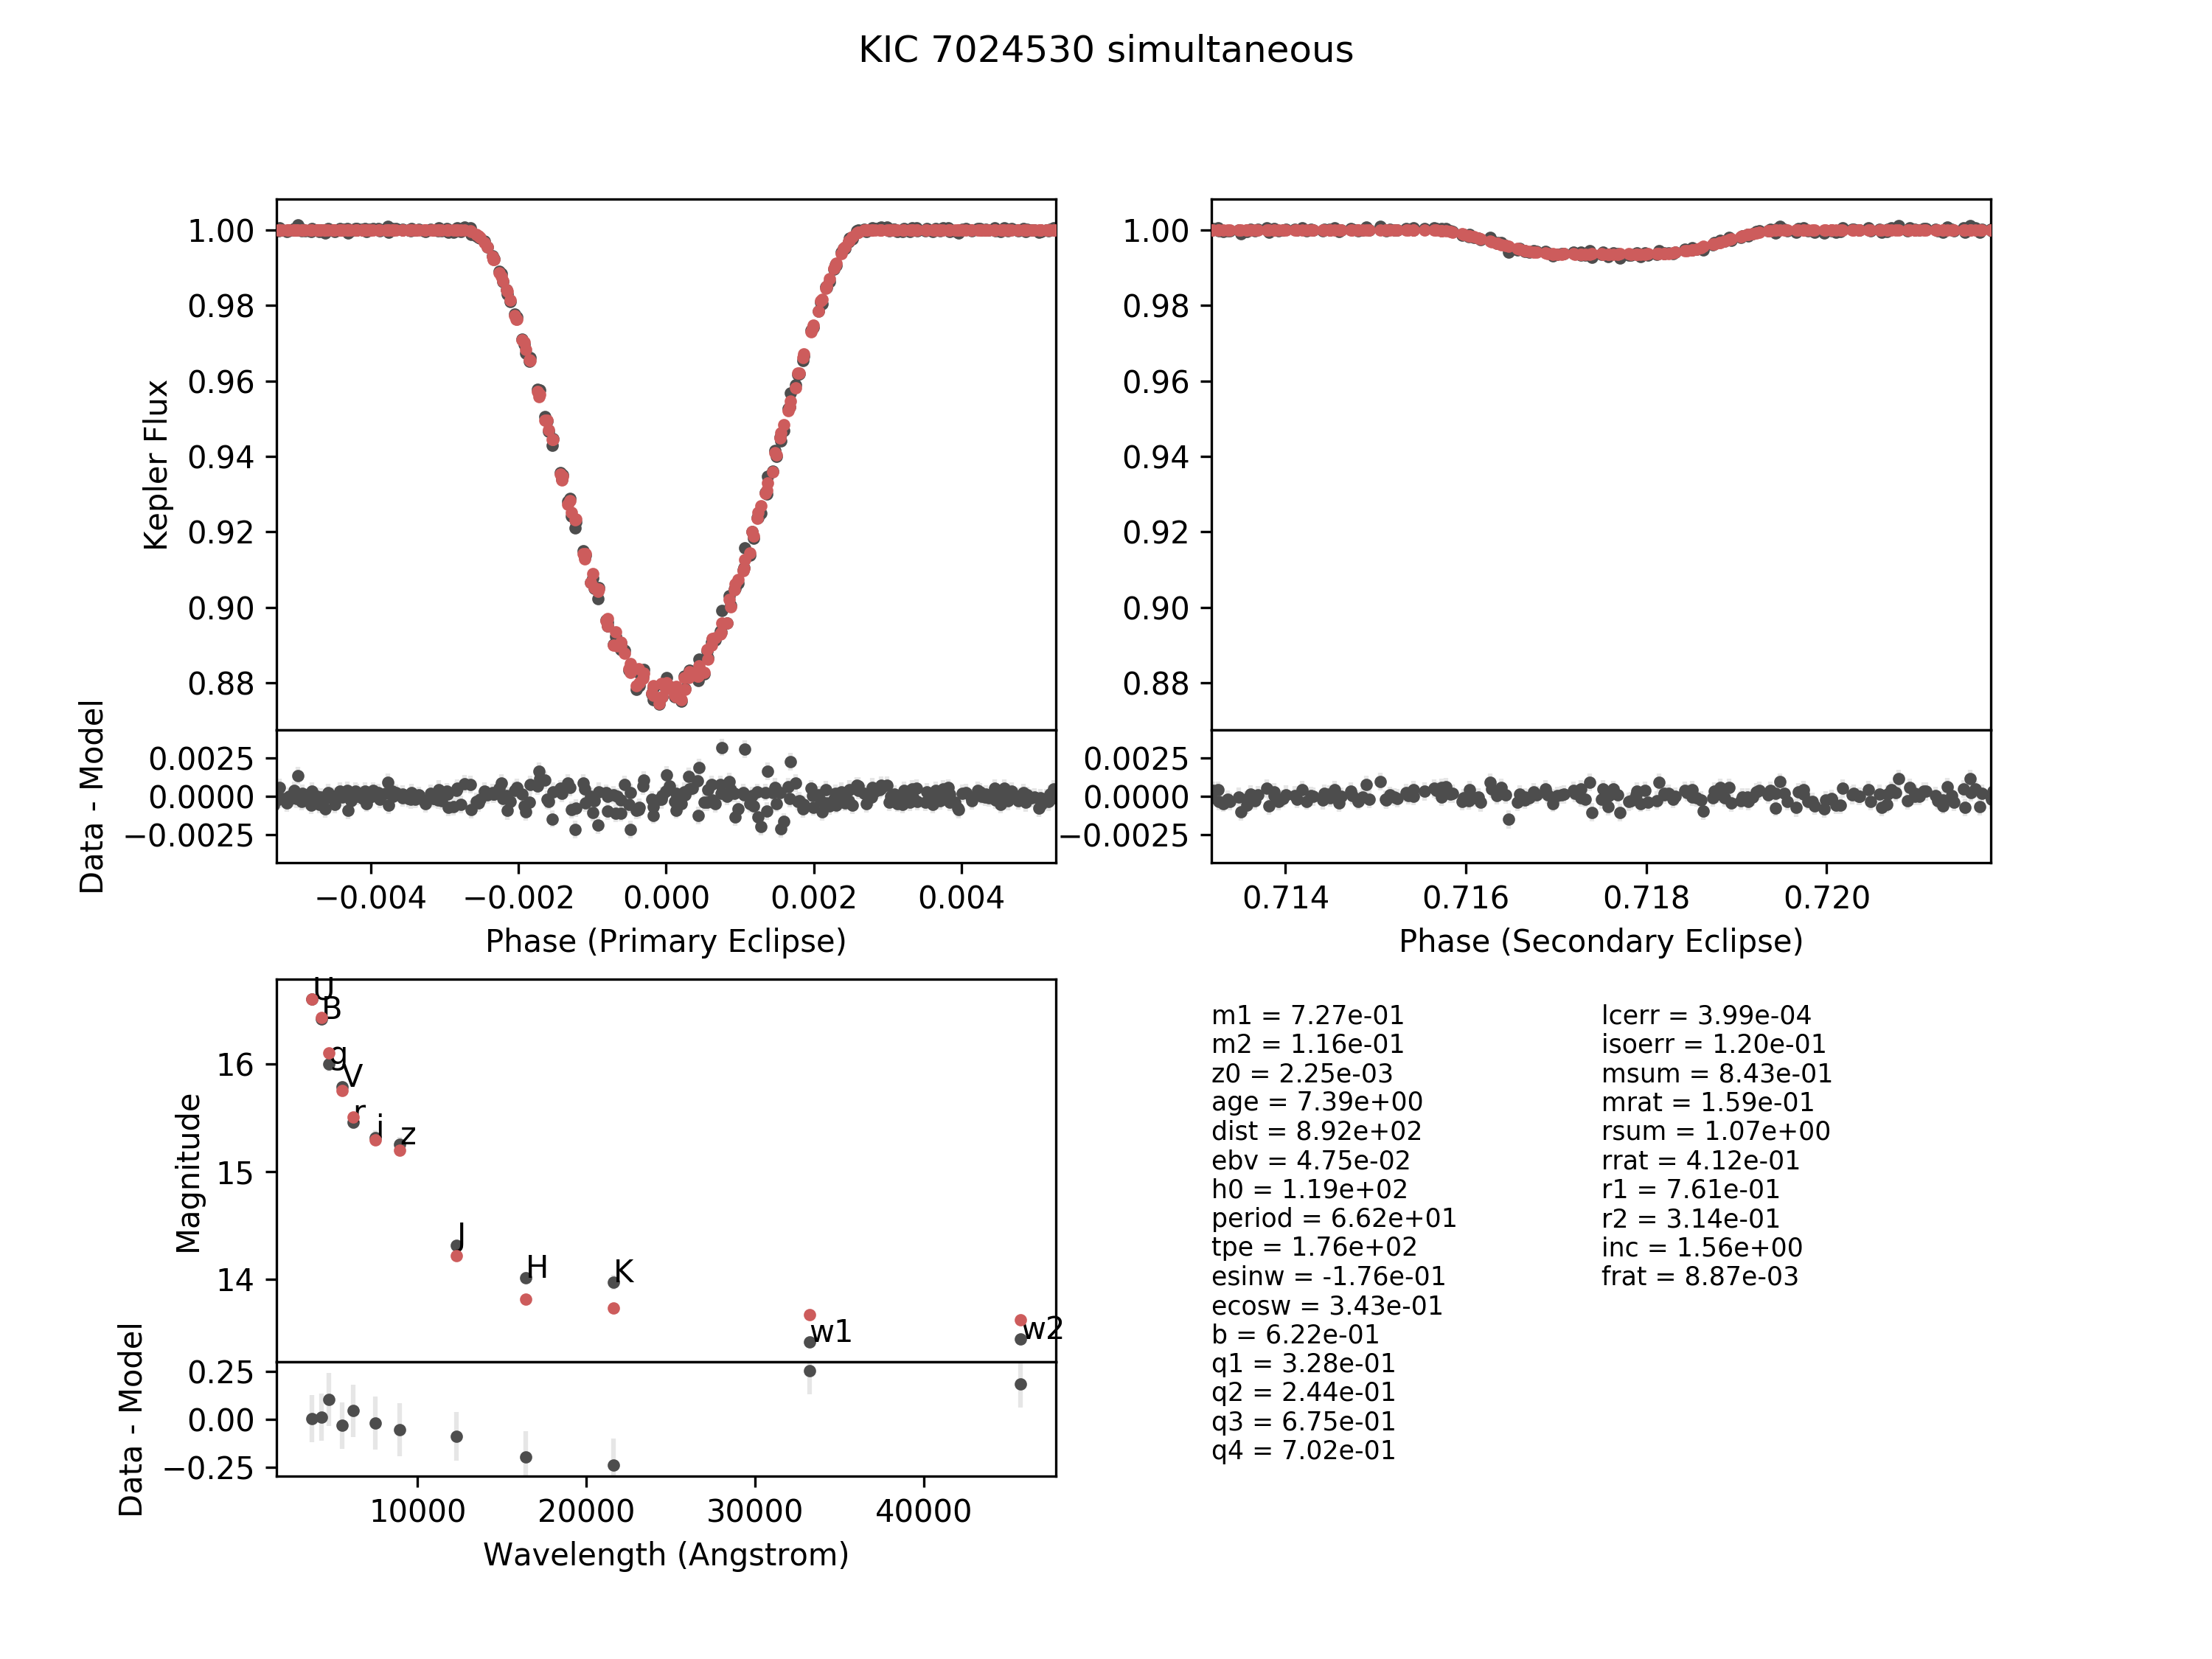 KIC 7024530 simultaneous
1.00
0.98
0.96
0.94
0.92
0.90
0.88
Kepler Flux
1.00
0.98
0.96
0.94
0.92
0.90
0.88
0.0025
0.0000
−0.0025
Data - Model
0.0025
0.0000
−0.0025
−0.004 −0.002 0.000 0.002 0.004
Phase (Primary Eclipse)
0.714 0.716 0.718 0.720
Phase (Secondary Eclipse)
U
B
g
V
r
i
z
J
H
K
w1
w2
16
15
14
Magnitude
0.25
0.00
−0.25
Data - Model
10000 20000 30000 40000
Wavelength (Angstrom)
m1 = 7.27e-01
m2 = 1.16e-01
z0 = 2.25e-03
age = 7.39e+00
dist = 8.92e+02
ebv = 4.75e-02
h0 = 1.19e+02
period = 6.62e+01
tpe = 1.76e+02
esinw = -1.76e-01
ecosw = 3.43e-01
b = 6.22e-01
q1 = 3.28e-01
q2 = 2.44e-01
q3 = 6.75e-01
q4 = 7.02e-01
lcerr = 3.99e-04
isoerr = 1.20e-01
msum = 8.43e-01
mrat = 1.59e-01
rsum = 1.07e+00
rrat = 4.12e-01
r1 = 7.61e-01
r2 = 3.14e-01
inc = 1.56e+00
frat = 8.87e-03